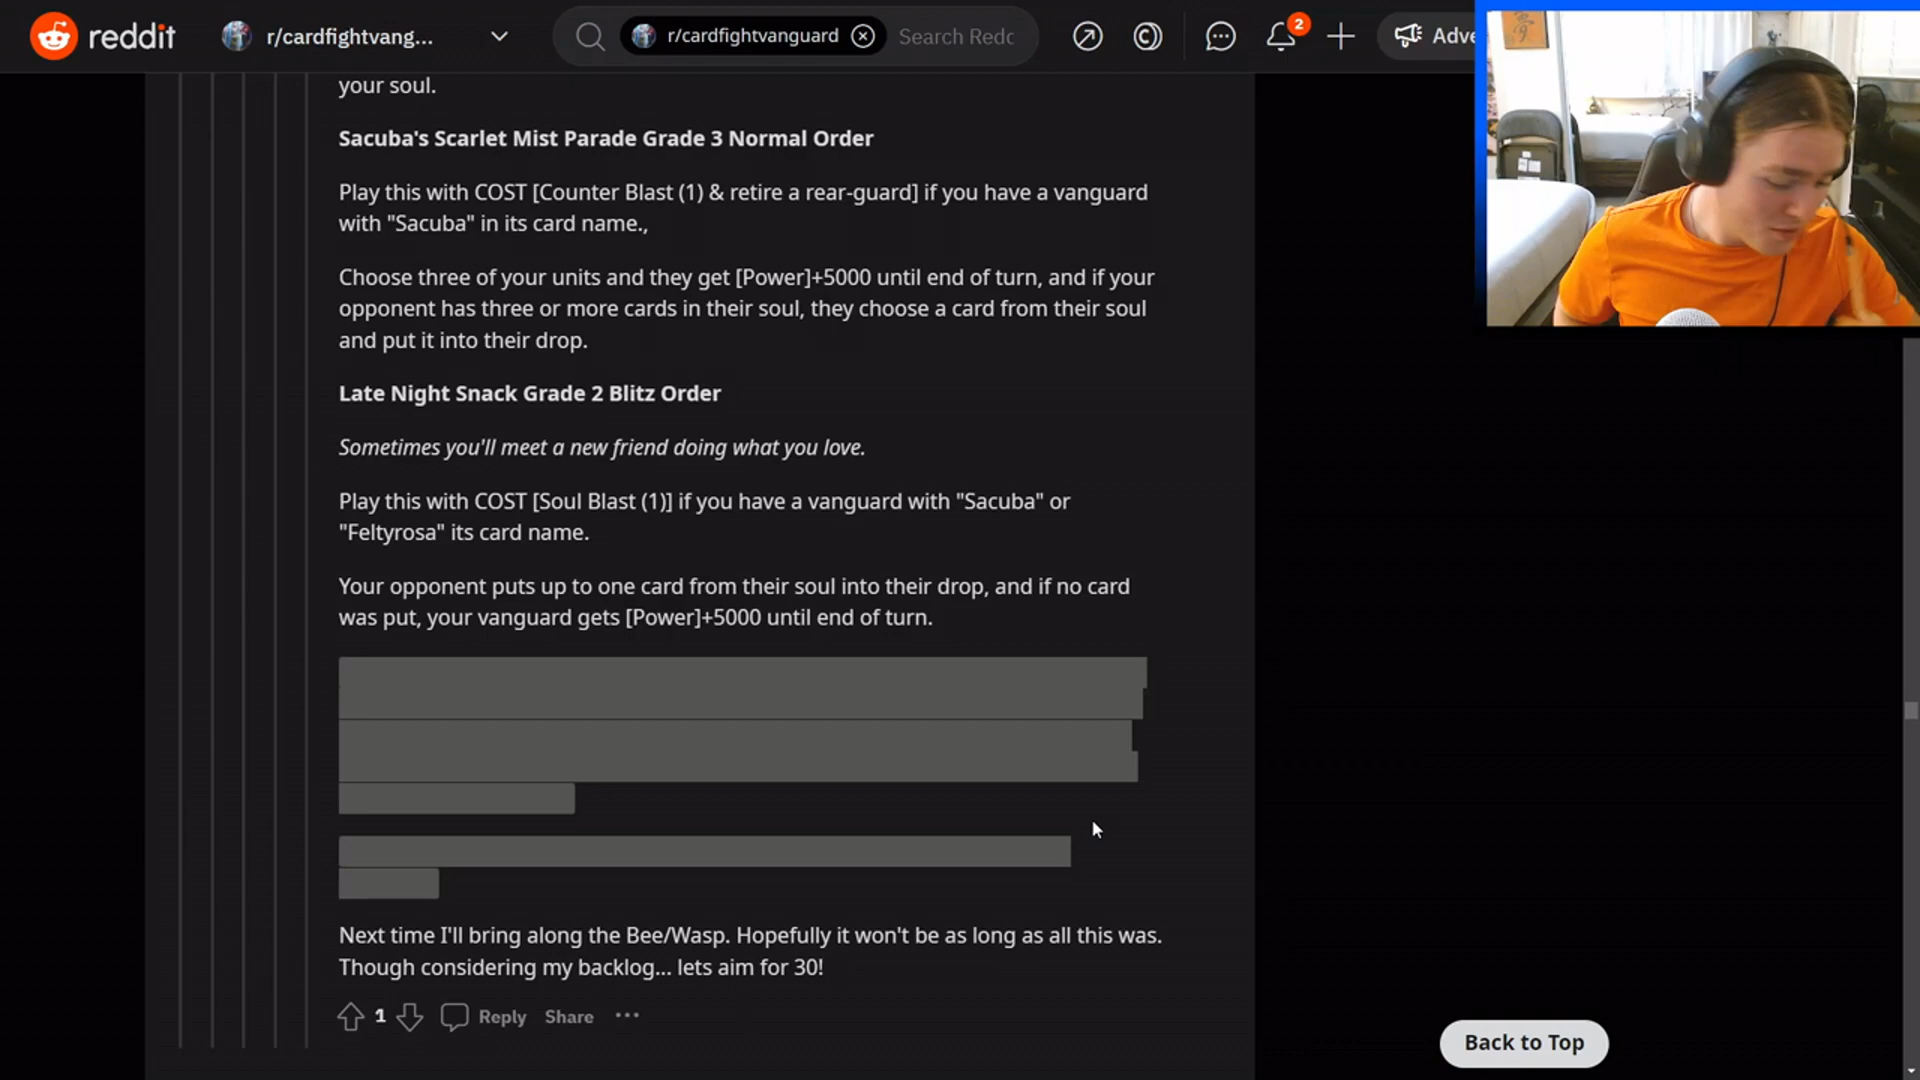 reddit
r/cardfightvang...
r/cardfightvanguard
Search Redc
2
Adve
your soul.
Sacuba's Scarlet Mist Parade Grade 3 Normal Order
Play this with COST [Counter Blast (1) & retire a rear-guard] if you have a vanguard
with "Sacuba" in its card name.,
Choose three of your units and they get [Power]+5000 until end of turn, and if your
opponent has three or more cards in their soul, they choose a card from their soul
and put it into their drop.
Late Night Snack Grade 2 Blitz Order
Sometimes you'll meet a new friend doing what you love.
Play this with COST [Soul Blast (1)] if you have a vanguard with "Sacuba" or
"Feltyrosa" its card name.
Your opponent puts up to one card from their soul into their drop, and if no card
was put, your vanguard gets [Power]+5000 until end of turn.
Next time I'll bring along the Bee/Wasp. Hopefully it won't be as long as all this was.
Though considering my backlog... lets aim for 30!
1
Reply
Share
Back to Top